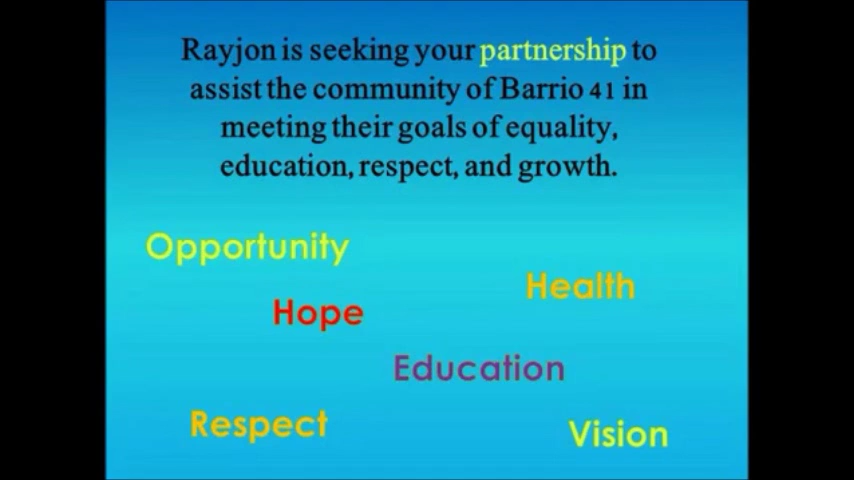 Rayjon is seeking your partnership to
assist the community of Barrio 41 in
meeting their goals of equality,
education, respect, and growth.
Opportunity
Health
Hope
Education
Respect
Vision